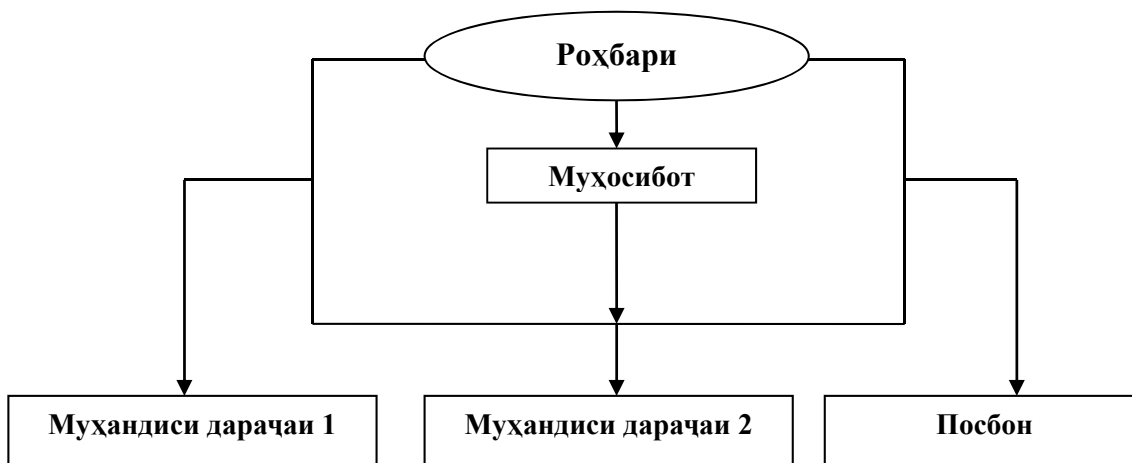 Роҳбари
Муҳосибот
Муҳандиси дараҷаи 1
Муҳандиси дараҷаи 2
Посбон